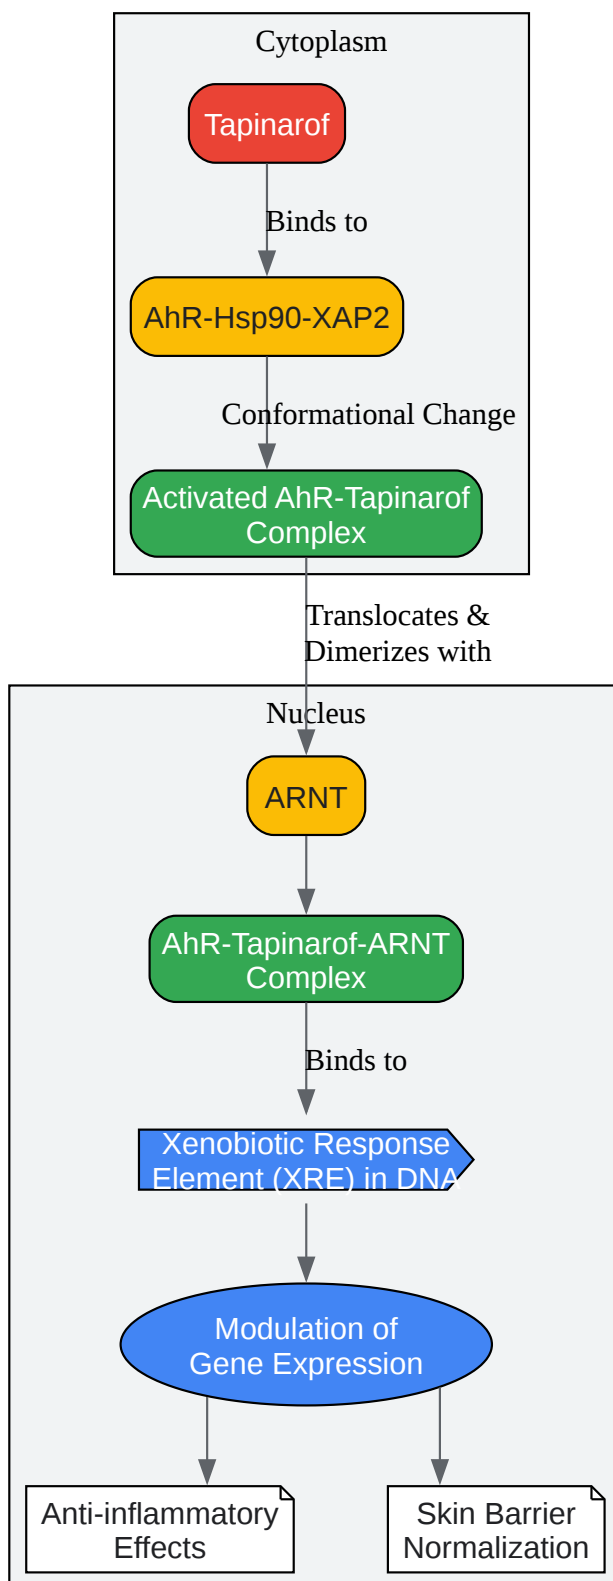 Cytoplasm
Tapinarof
Binds to
AhR-Hsp90-XAP2
Conformational Change
Activated AhR-Tapinarof
Complex
Translocates &
Dimerizes with
Nucleus
ARNT
AhR-Tapinarof-ARNT
Complex
Binds to
Xenobiotic Response
Element (XRE) in DNA
Modulation of
Gene Expression
Anti-inflammatory
Effects
Skin Barrier
Normalization